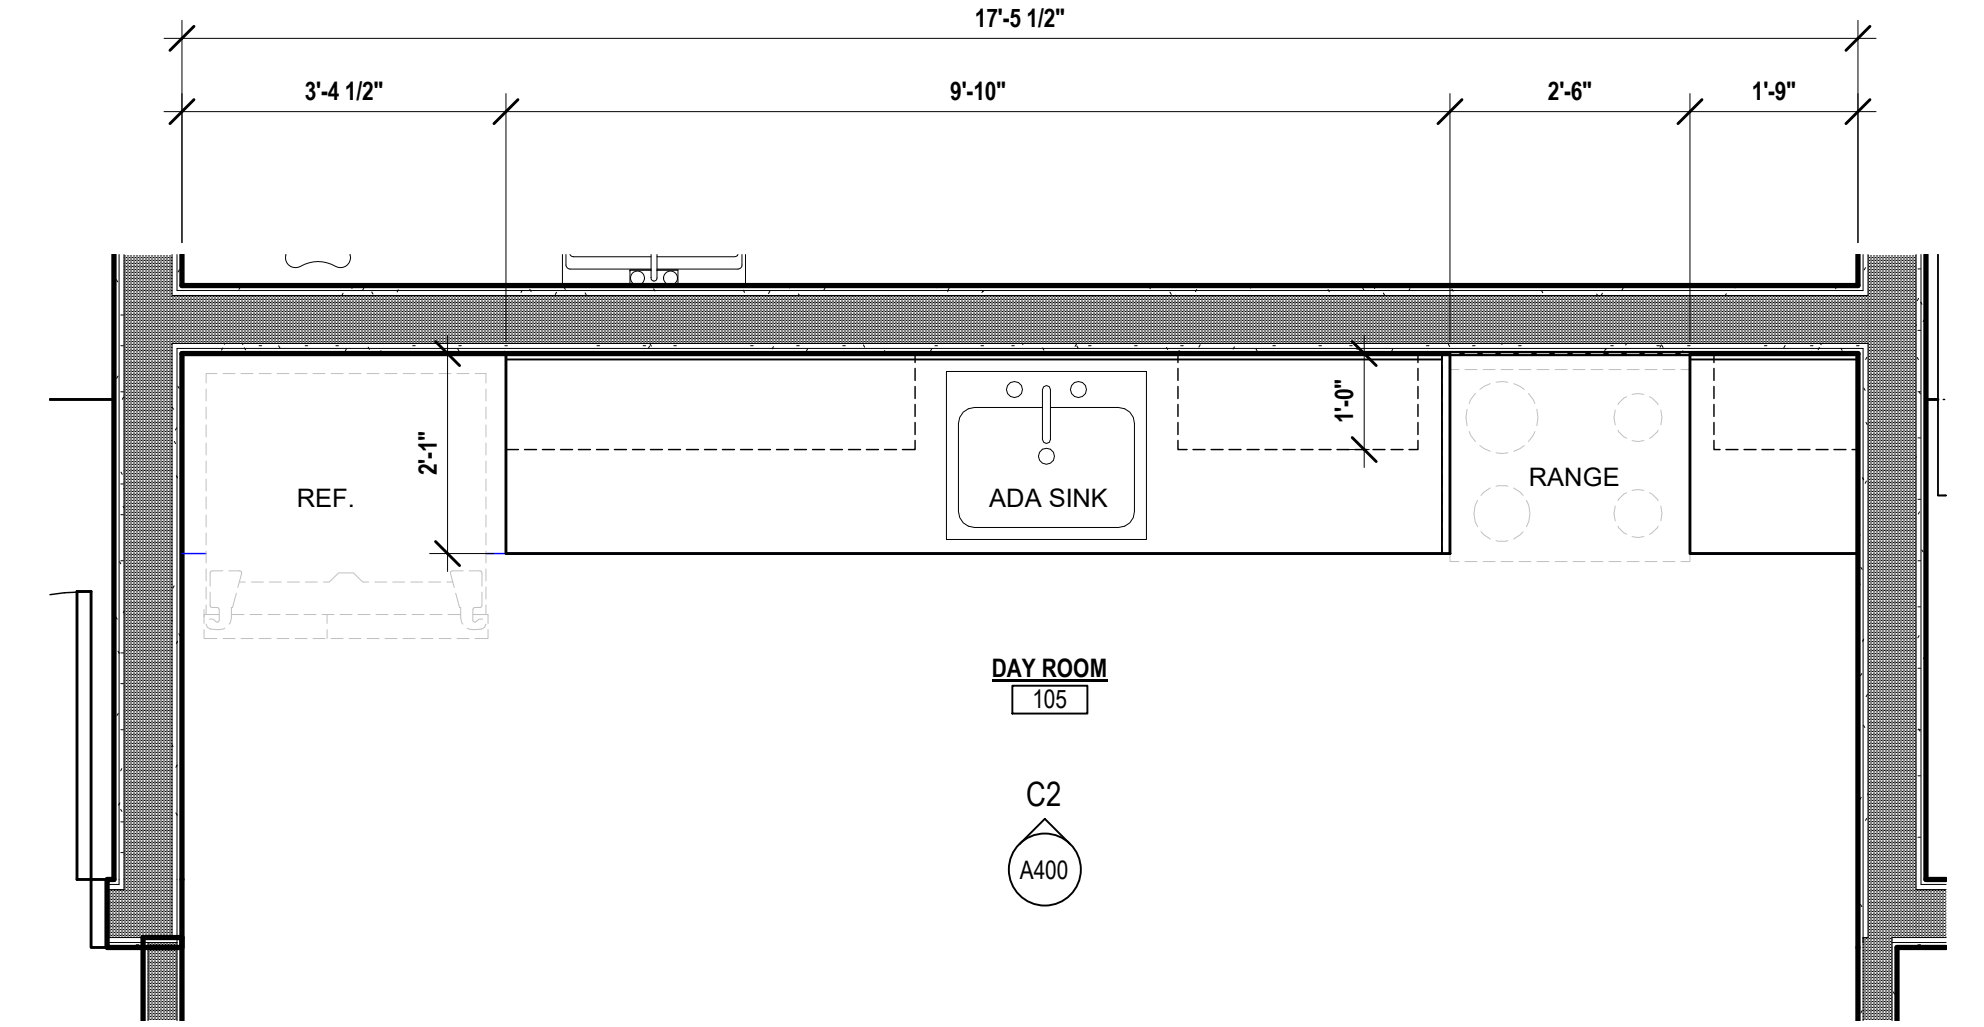 17'-5 1/2"
3'-4 1/2"
9'-10"
2'-6"
1'-9"
2'-1"
1'-0"
REF.
ADA SINK
RANGE
DAY ROOM
105
C2
A400